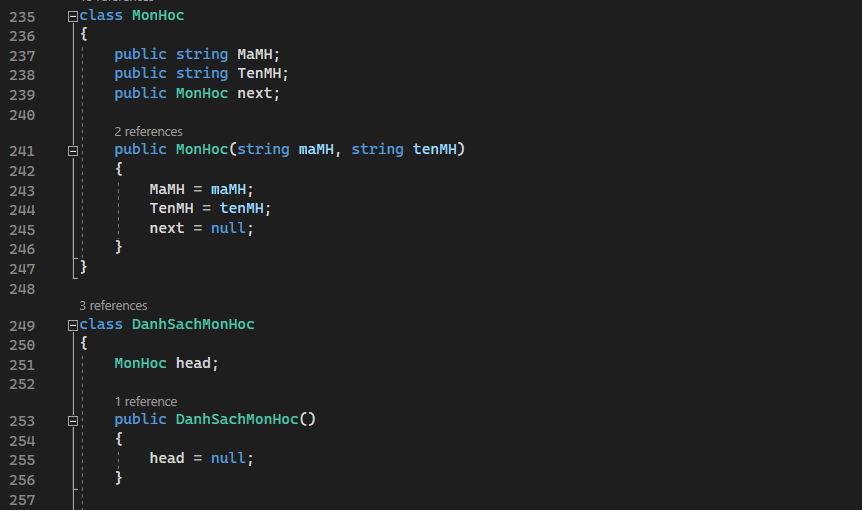 235 class MonHoc
236 {
237 public string MaMH;
238 public string TenMH;
239 public MonHoc next;
240
2 references
241 public MonHoc(string maMH, string tenMH)
242 {
243 MaMH = maMH;
244 TenMH = tenMH;
245 next = null;
246 }
247 }
248
3 references
249 class DanhSachMonHoc
250 {
251 MonHoc head;
252
1 reference
253 public DanhSachMonHoc()
254 {
255 head = null;
256 }
257